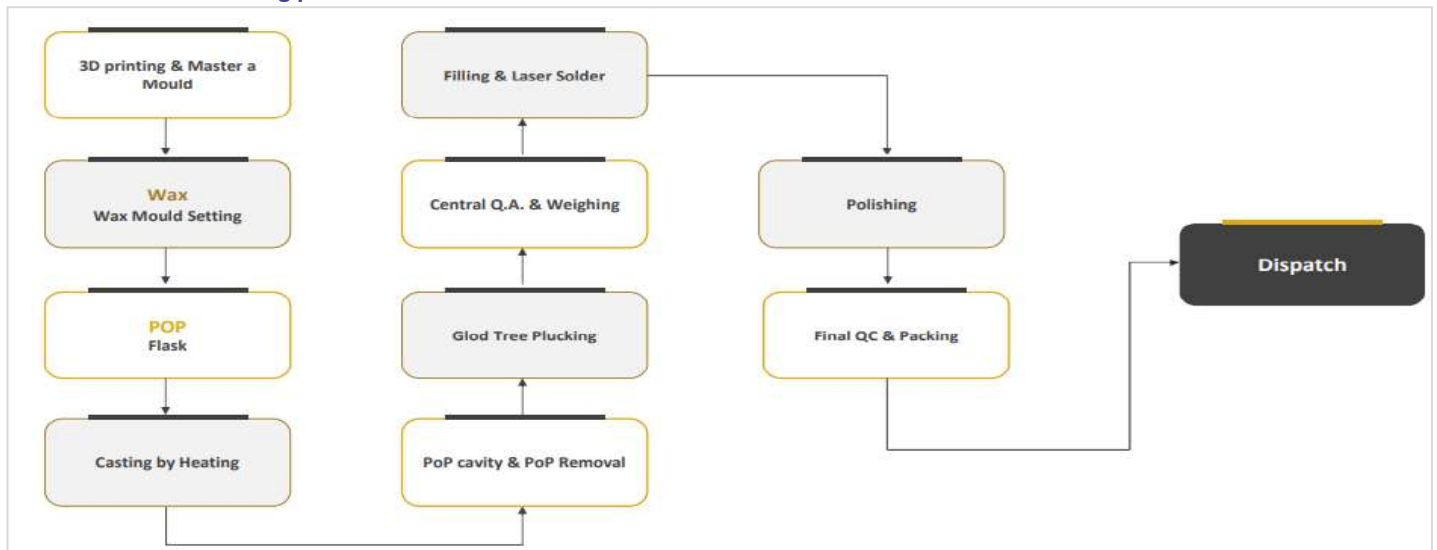 3D printing & Master a
Mould
Wax
Wax Mould Setting
POP
Flask
Casting by Heating
PoP cavity & PoP Removal
Glod Tree Plucking
Central Q.A. & Weighing
Filling & Laser Solder
Polishing
Final QC & Packing
Dispatch